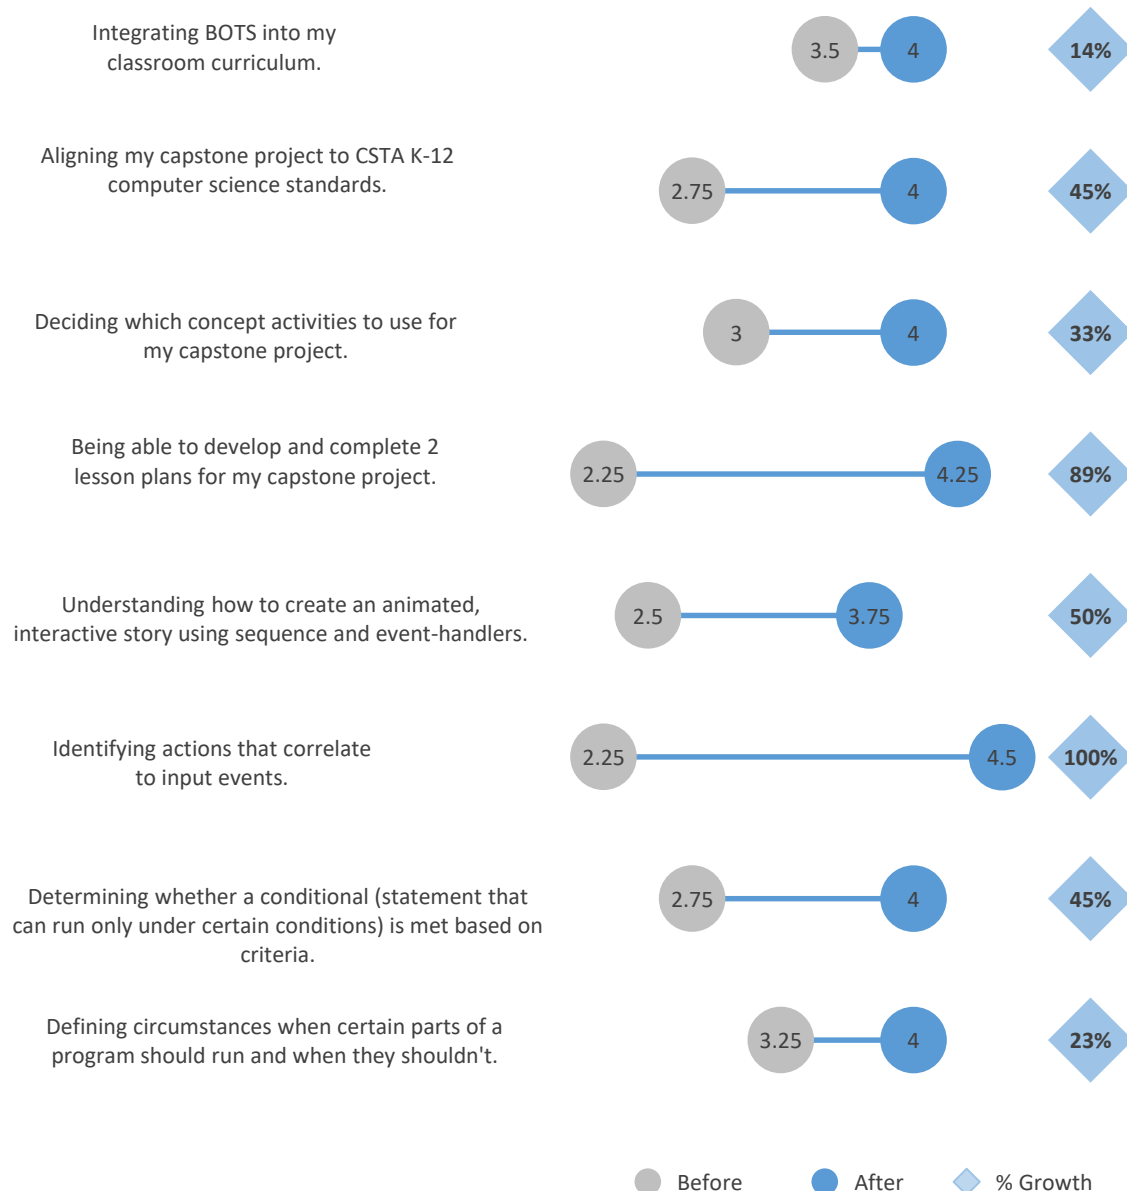 Integrating BOTS into my
classroom curriculum.
3.5 4 14%
Aligning my capstone project to CSTA K-12
computer science standards.
2.75 4 45%
Deciding which concept activities to use for
my capstone project.
3 4 33%
Being able to develop and complete 2
lesson plans for my capstone project.
2.25 4.25 89%
Understanding how to create an animated,
interactive story using sequence and event-handlers.
2.5 3.75 50%
Identifying actions that correlate
to input events.
2.25 4.5 100%
Determining whether a conditional (statement that
can run only under certain conditions) is met based on
criteria.
2.75 4 45%
Defining circumstances when certain parts of a
program should run and when they shouldn't.
3.25 4 23%
Before After % Growth